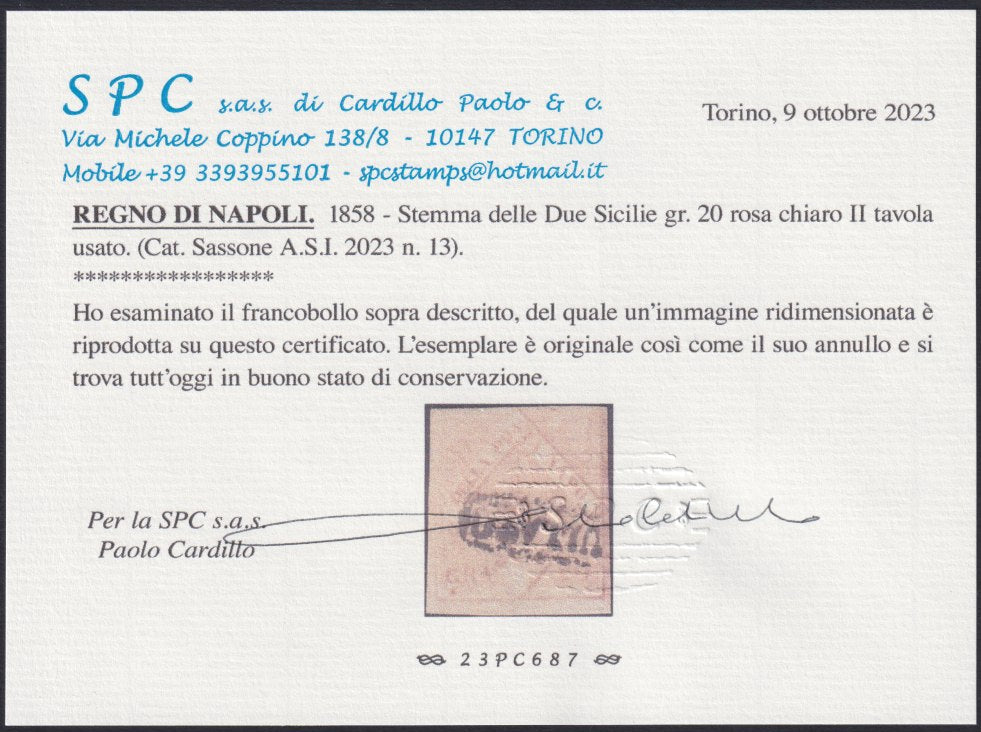 SPC s.a.s. di Cardillo Paolo & c.
Via Michele Coppino 138/8 - 10147 TORINO
Mobile +39 3393955101 - spcstamps@hotmail.it
Torino, 9 ottobre 2023
REGNO DI NAPOLI. 1858 - Stemma delle Due Sicilie gr. 20 rosa chiaro II tavola
usato. (Cat. Sassone A.S.I. 2023 n. 13).
*****************
Ho esaminato il francobollo sopra descritto, del quale un'immagine ridimensionata è
riprodotta su questo certificato. L'esemplare è originale così come il suo annullo e si
trova tutt'oggi in buono stato di conservazione.
Per la SPC s.a.s.
Paolo Cardillo
23PC687